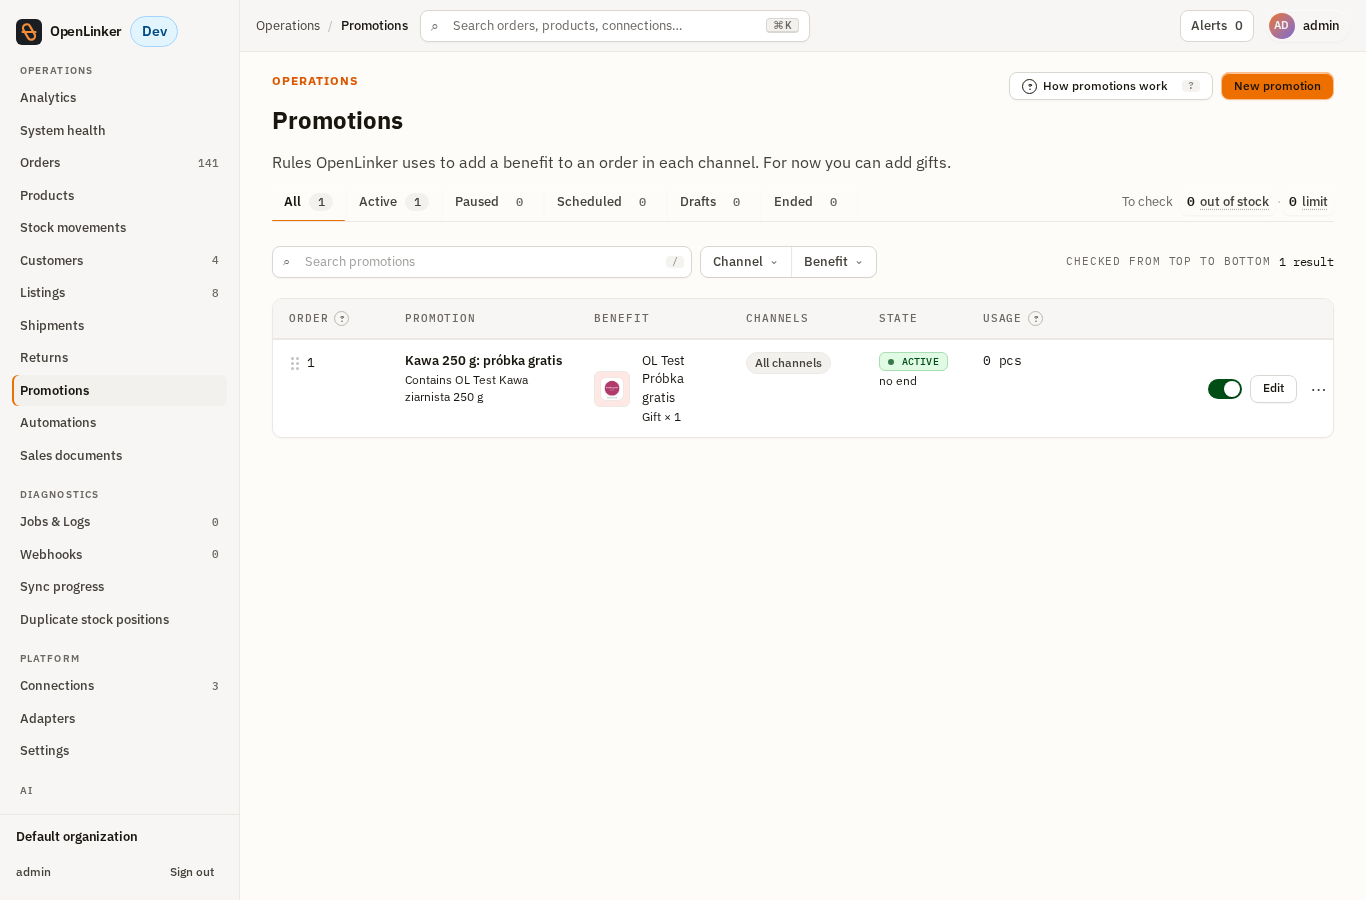 OpenLinker Dev
OPERATIONS
Analytics
System health
Orders 141
Products
Stock movements
Customers 4
Listings 8
Shipments
Returns
Promotions
Automations
Sales documents
DIAGNOSTICS
Jobs & Logs 0
Webhooks 0
Sync progress
Duplicate stock positions
PLATFORM
Connections 3
Adapters
Settings
AI
Default organization
admin Sign out
Operations / Promotions
Search orders, products, connections... ⌘K
Alerts 0
AD admin
OPERATIONS
? How promotions work ?
New promotion
Promotions
Rules OpenLinker uses to add a benefit to an order in each channel. For now you can add gifts.
All 1 Active 1 Paused 0 Scheduled 0 Drafts 0 Ended 0
To check 0 out of stock · 0 limit
Search promotions /
Channel Benefit
CHECKED FROM TOP TO BOTTOM 1 result
ORDER ? PROMOTION BENEFIT CHANNELS STATE USAGE ?
1
Kawa 250 g: próbka gratis
Contains OL Test Kawa
ziarnista 250 g
OL Test
Próbka
gratis
Gift × 1
All channels
ACTIVE
no end
0 pcs
Edit ...